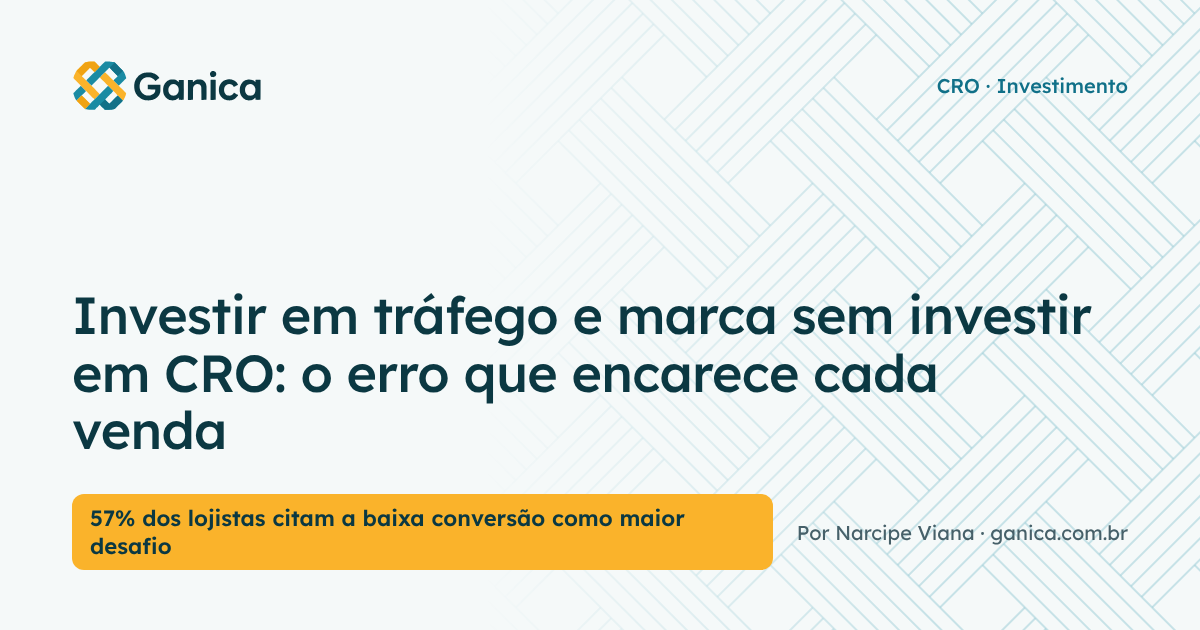 Ganica
CRO · Investimento
Investir em tráfego e marca sem investir
em CRO: o erro que encarece cada
venda
57% dos lojistas citam a baixa conversão como maior
desafio
Por Narcipe Viana · ganica.com.br